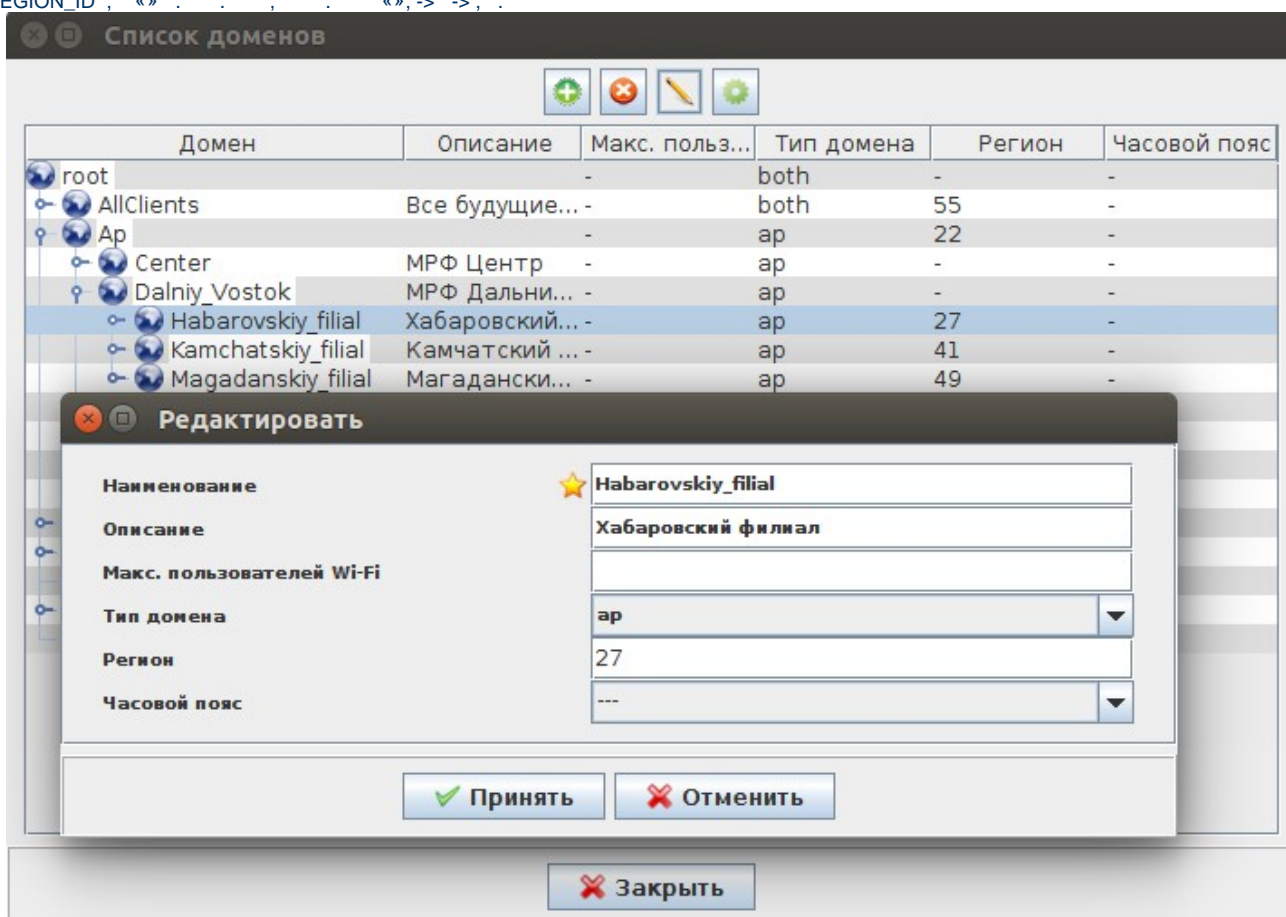 EGION_ID , «» . . . , . «», -> -> , .
Список доменов
Домен Описание Макс. польз... Тип домена Регион Часовой пояс
root - both - -
AllClients Все будущие... - both 55 -
Ap - ap 22 -
Center МРФ Центр - ap - -
Dalniy_Vostok МРФ Дальни... - ap - -
Habarovskiy_filial Хабаровский... - ap 27 -
Kamchatskiy_filial Камчатский ... - ap 41 -
Magadanskiy_filial Магадански... - ap 49 -
Редактировать
Наименование Habarovskiy_filial
Описание Хабаровский филиал
Макс. пользователей Wi-Fi
Тип домена ap
Регион 27
Часовой пояс ---
Принять Отменить
Закрыть